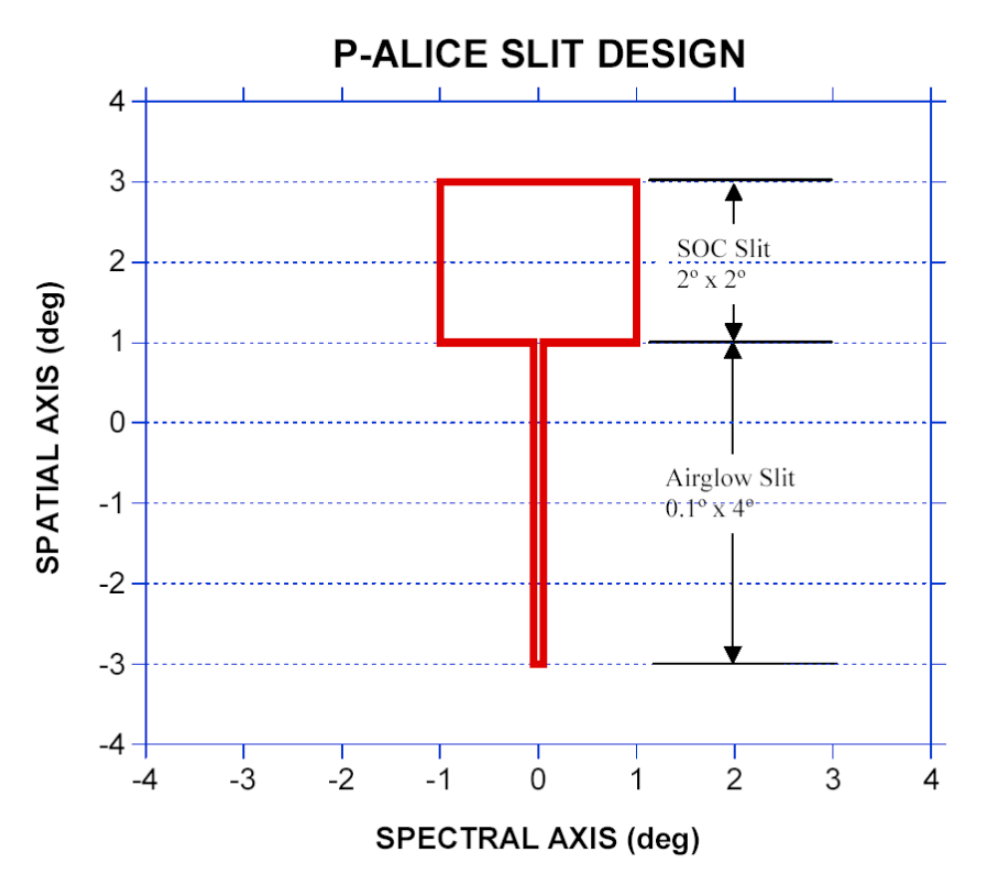 P-ALICE SLIT DESIGN
4
3
2
1
0
-1
-2
-3
-4
SPATIAL AXIS (deg)
SOC Slit
2º x 2º
Airglow Slit
0.1º x 4º
-4 -3 -2 -1 0 1 2 3 4
SPECTRAL AXIS (deg)